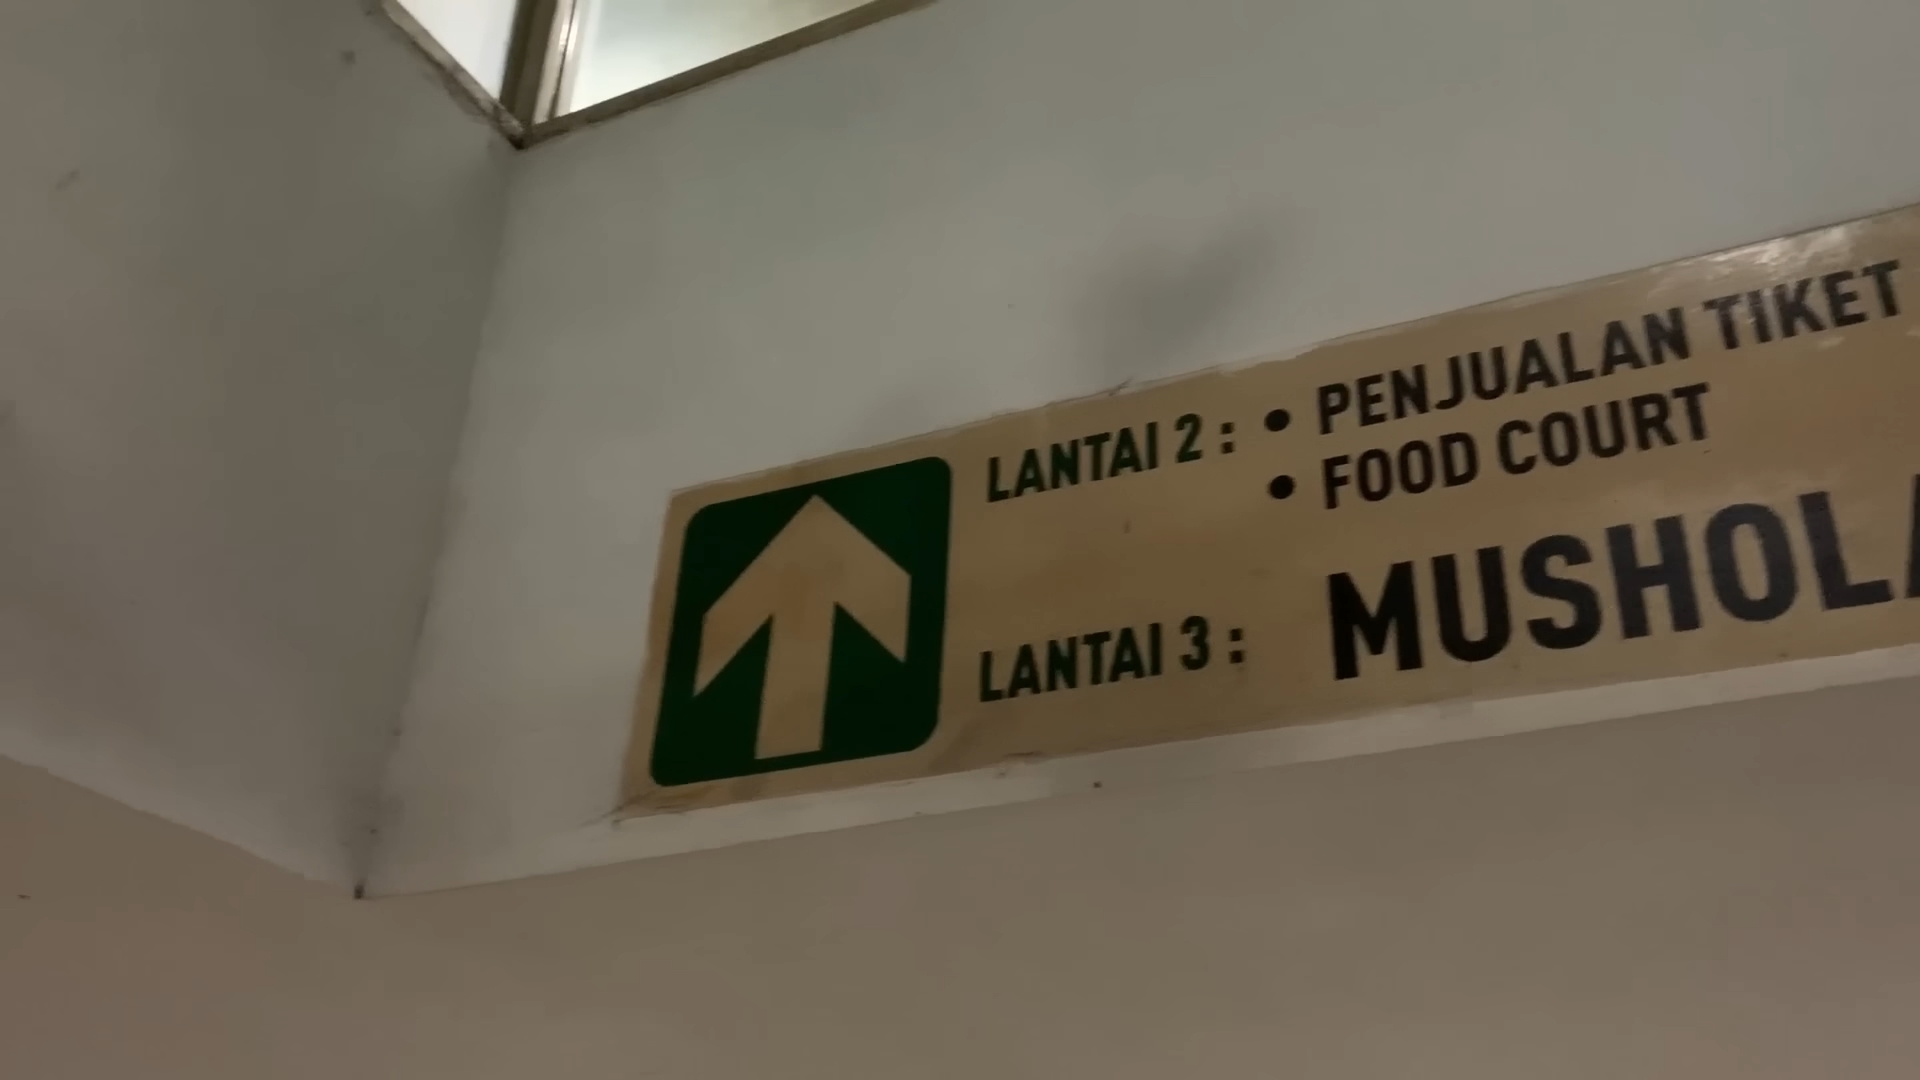 LANTAI 2 : • PENJUALAN TIKET
• FOOD COURT
LANTAI 3 : MUSHOLA